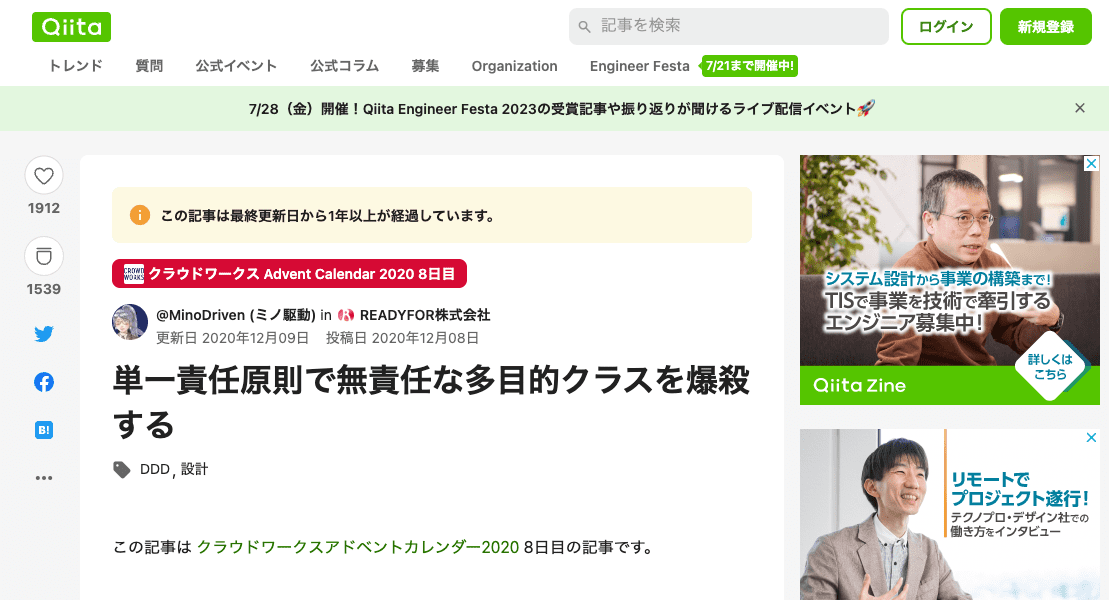 Qiita
記事を検索
ログイン
新規登録
トレンド 質問 公式イベント 公式コラム 募集 Organization Engineer Festa 7/21まで開催中!
7/28（金）開催！Qiita Engineer Festa 2023の受賞記事や振り返りが聞けるライブ配信イベント🚀
1912
1539
B!
この記事は最終更新日から1年以上が経過しています。
CROWD
WORKS
クラウドワークス Advent Calendar 2020 8日目
@MinoDriven (ミノ駆動) in READYFOR株式会社
更新日 2020年12月09日 投稿日 2020年12月08日
単一責任原則で無責任な多目的クラスを爆殺
する
DDD, 設計
この記事は クラウドワークスアドベントカレンダー2020 8日目の記事です。
システム設計から事業の構築まで!
TISで事業を技術で牽引する
エンジニア募集中!
詳しくは
こちら
Qiita Zine
リモートで
プロジェクト遂行!
テクノプロ・デザイン社での
働き方をインタビュー